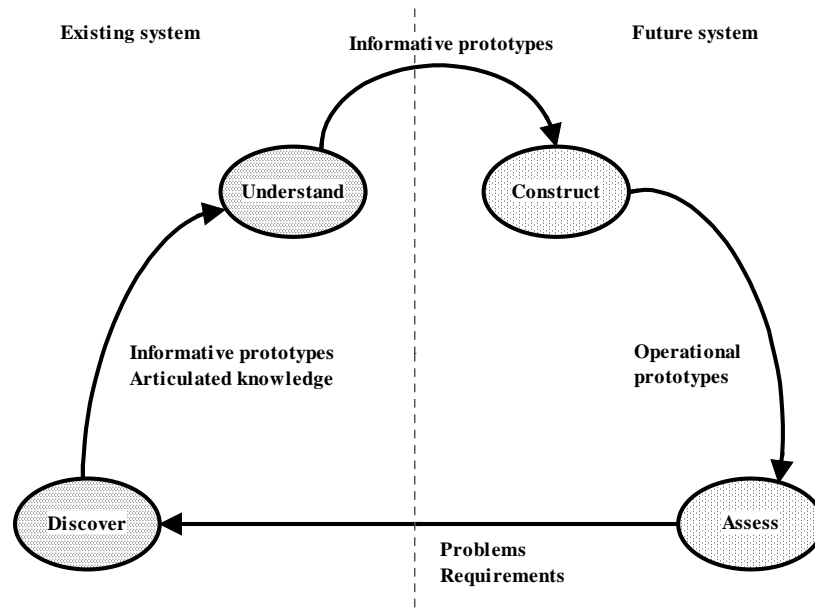 Existing system
Informative prototypes
Future system
Understand
Construct
Informative prototypes
Articulated knowledge
Operational
prototypes
Discover
Assess
Problems
Requirements